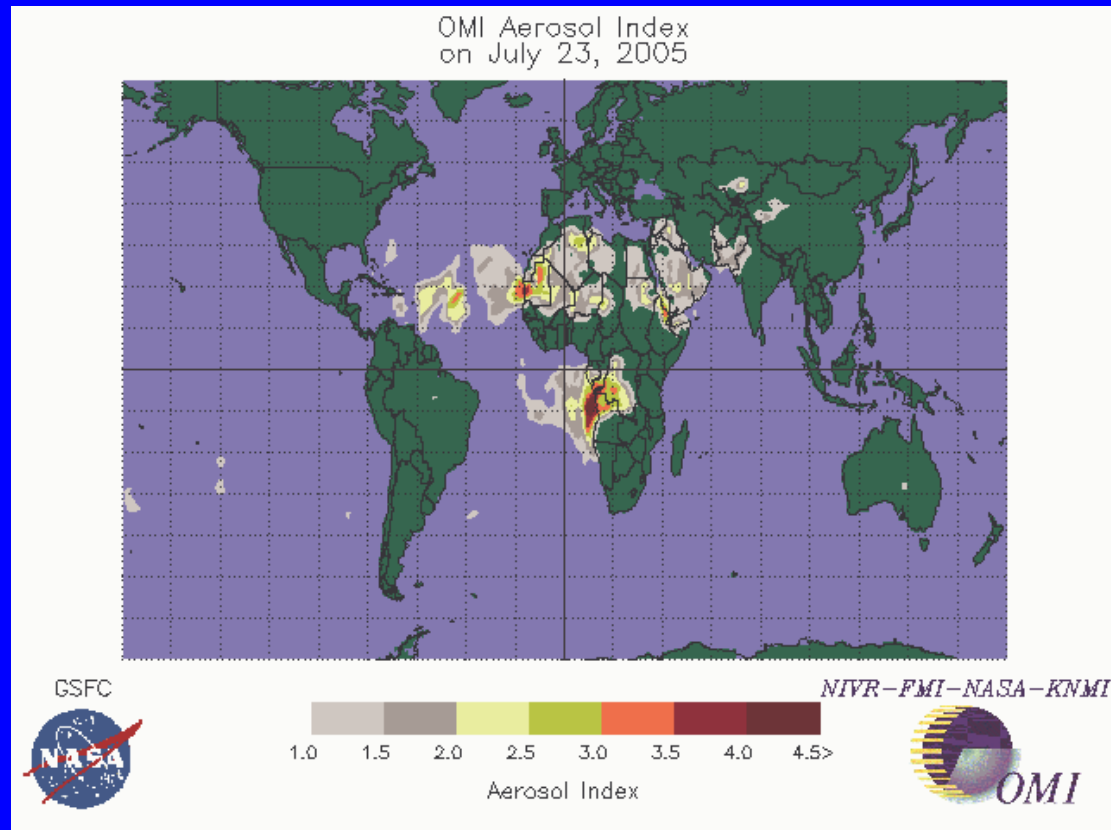 OMI Aerosol Index
on July 23, 2005
GSFC
NIVR-FMI-NASA-KNMI
NASA
1.0 1.5 2.0 2.5 3.0 3.5 4.0 4.5>
Aerosol Index
OMI